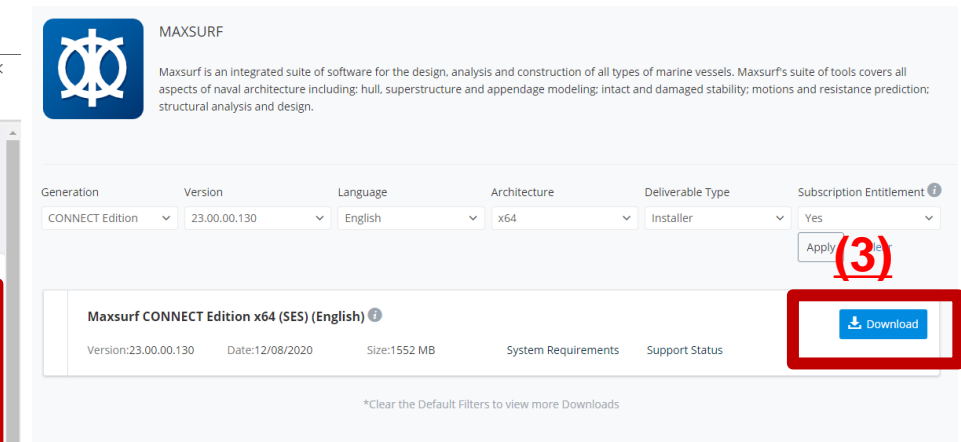 MAXSURF
Maxsurf is an integrated suite of software for the design, analysis and construction of all types of marine vessels. Maxsurf's suite of tools covers all
aspects of naval architecture including: hull, superstructure and appendage modeling; intact and damaged stability; motions and resistance prediction;
structural analysis and design.
Generation Version Language Architecture Deliverable Type Subscription Entitlement
CONNECT Edition 23.00.00.130 English x64 Installer Yes
Apply
(3)
Maxsurf CONNECT Edition x64 (SES) (English)
Download
Version:23.00.00.130 Date:12/08/2020 Size:1552 MB System Requirements Support Status
*Clear the Default Filters to view more Downloads